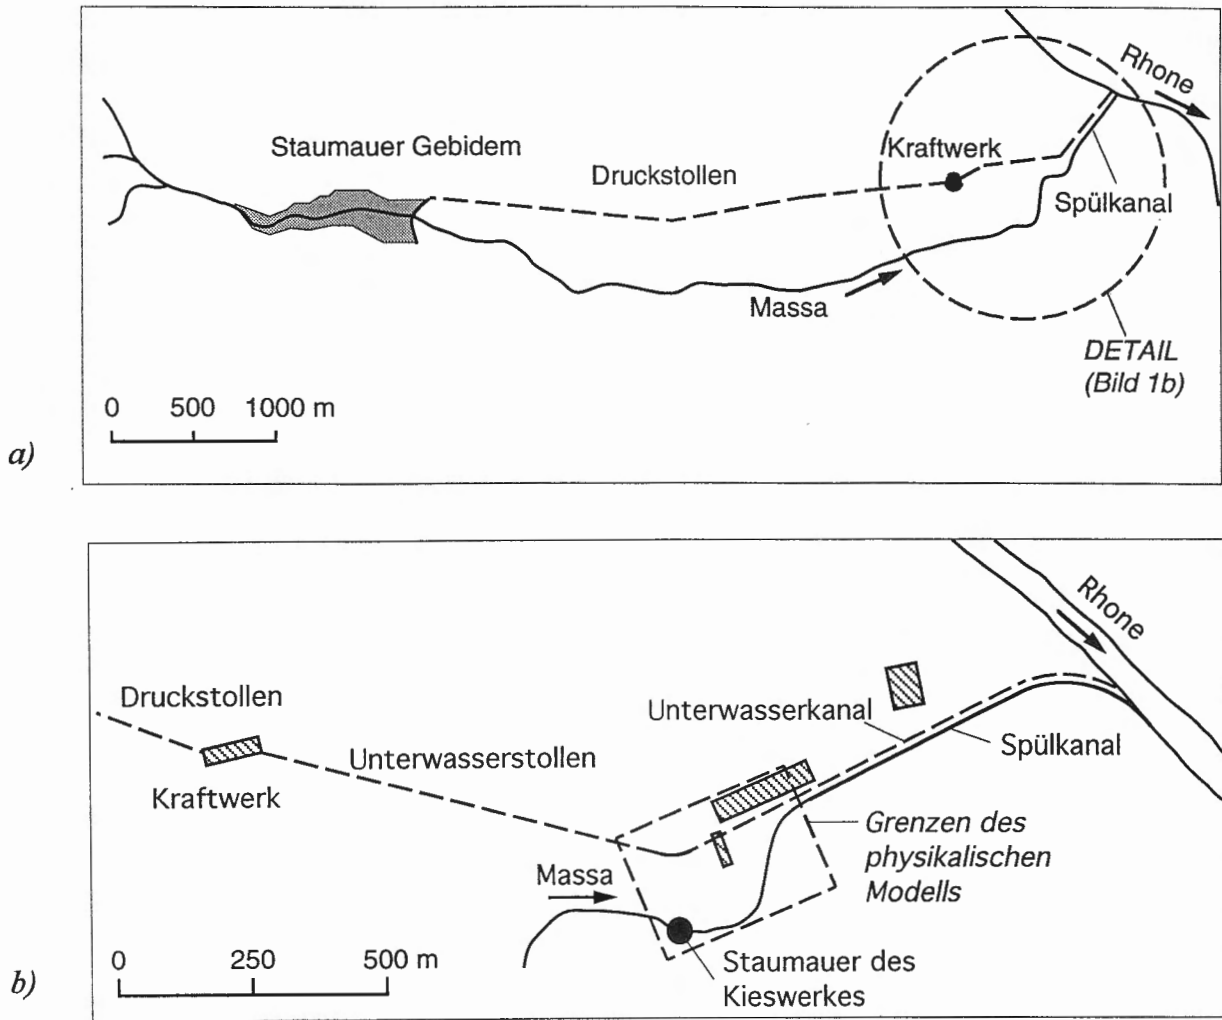 Rhone
Staumauer Gebidem
Kraftwerk
Druckstollen
Spülkanal
Massa
DETAIL
(Bild 1b)
0 500 1000 m
a)
Rhone
Druckstollen
Unterwasserkanal
Spülkanal
Unterwasserstollen
Kraftwerk
Grenzen des
physikalischen
Modells
Massa
0 250 500 m
Staumauer des
Kieswerkes
b)